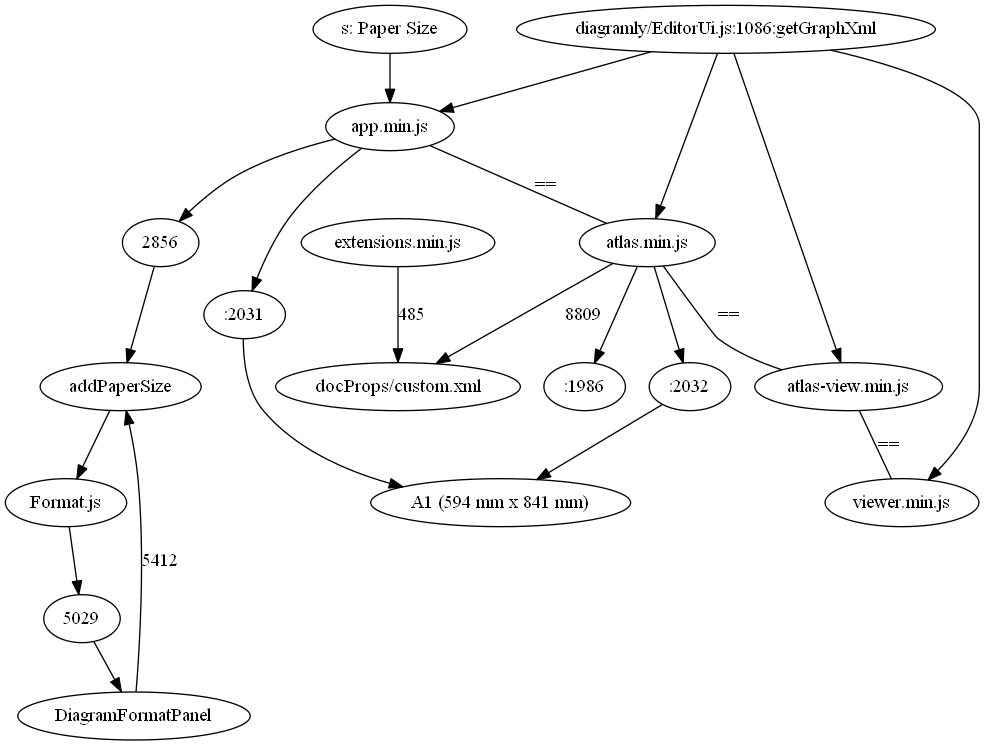 s: Paper Size
diagramly/EditorUi.js:1086:getGraphXml
app.min.js
==
2856
extensions.min.js
atlas.min.js
:2031
485
8809
==
addPaperSize
docProps/custom.xml
:1986
:2032
atlas-view.min.js
==
Format.js
A1 (594 mm x 841 mm)
viewer.min.js
5412
5029
DiagramFormatPanel